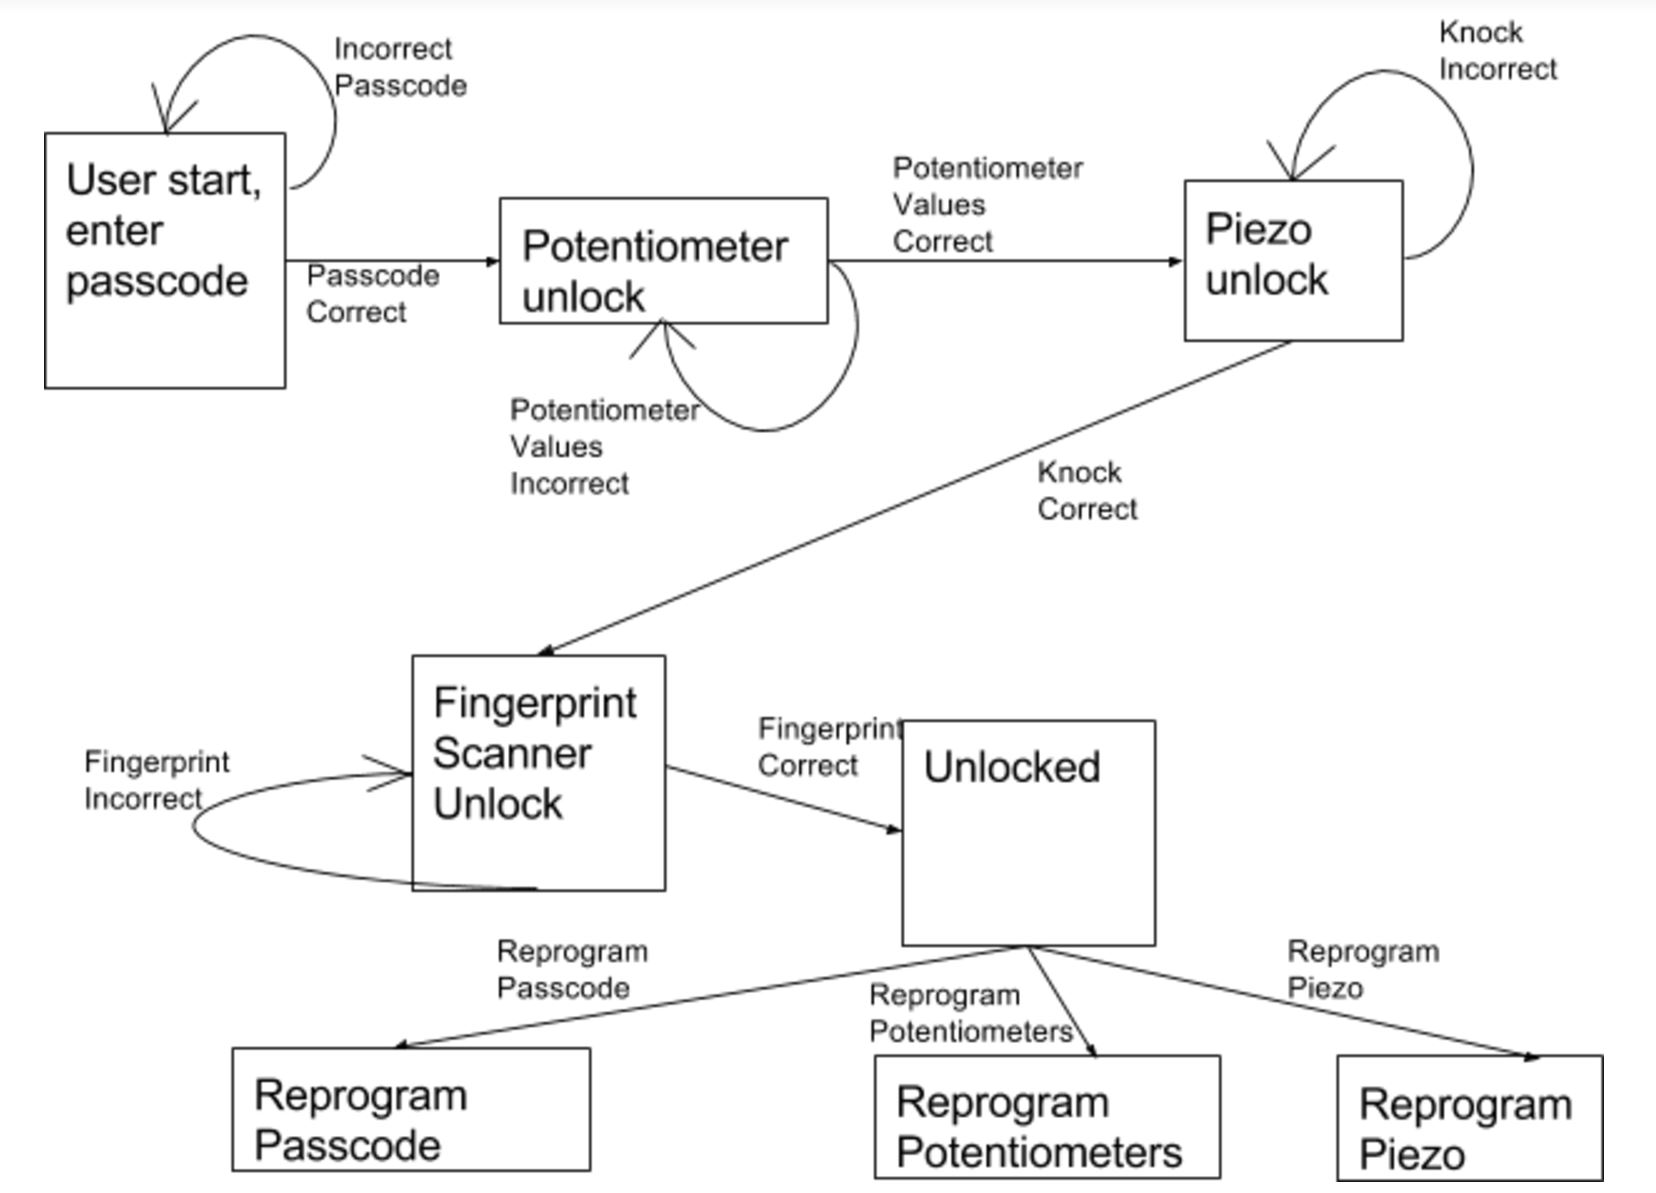 Incorrect
Passcode
Knock
Incorrect
User start,
enter
passcode
Passcode
Correct
Potentiometer
unlock
Potentiometer
Values
Correct
Piezo
unlock
Potentiometer
Values
Incorrect
Knock
Correct
Fingerprint
Scanner
Unlock
Fingerprint
Incorrect
Fingerprint
Correct
Unlocked
Reprogram
Passcode
Reprogram
Potentiometers
Reprogram
Piezo
Reprogram
Passcode
Reprogram
Potentiometers
Reprogram
Piezo